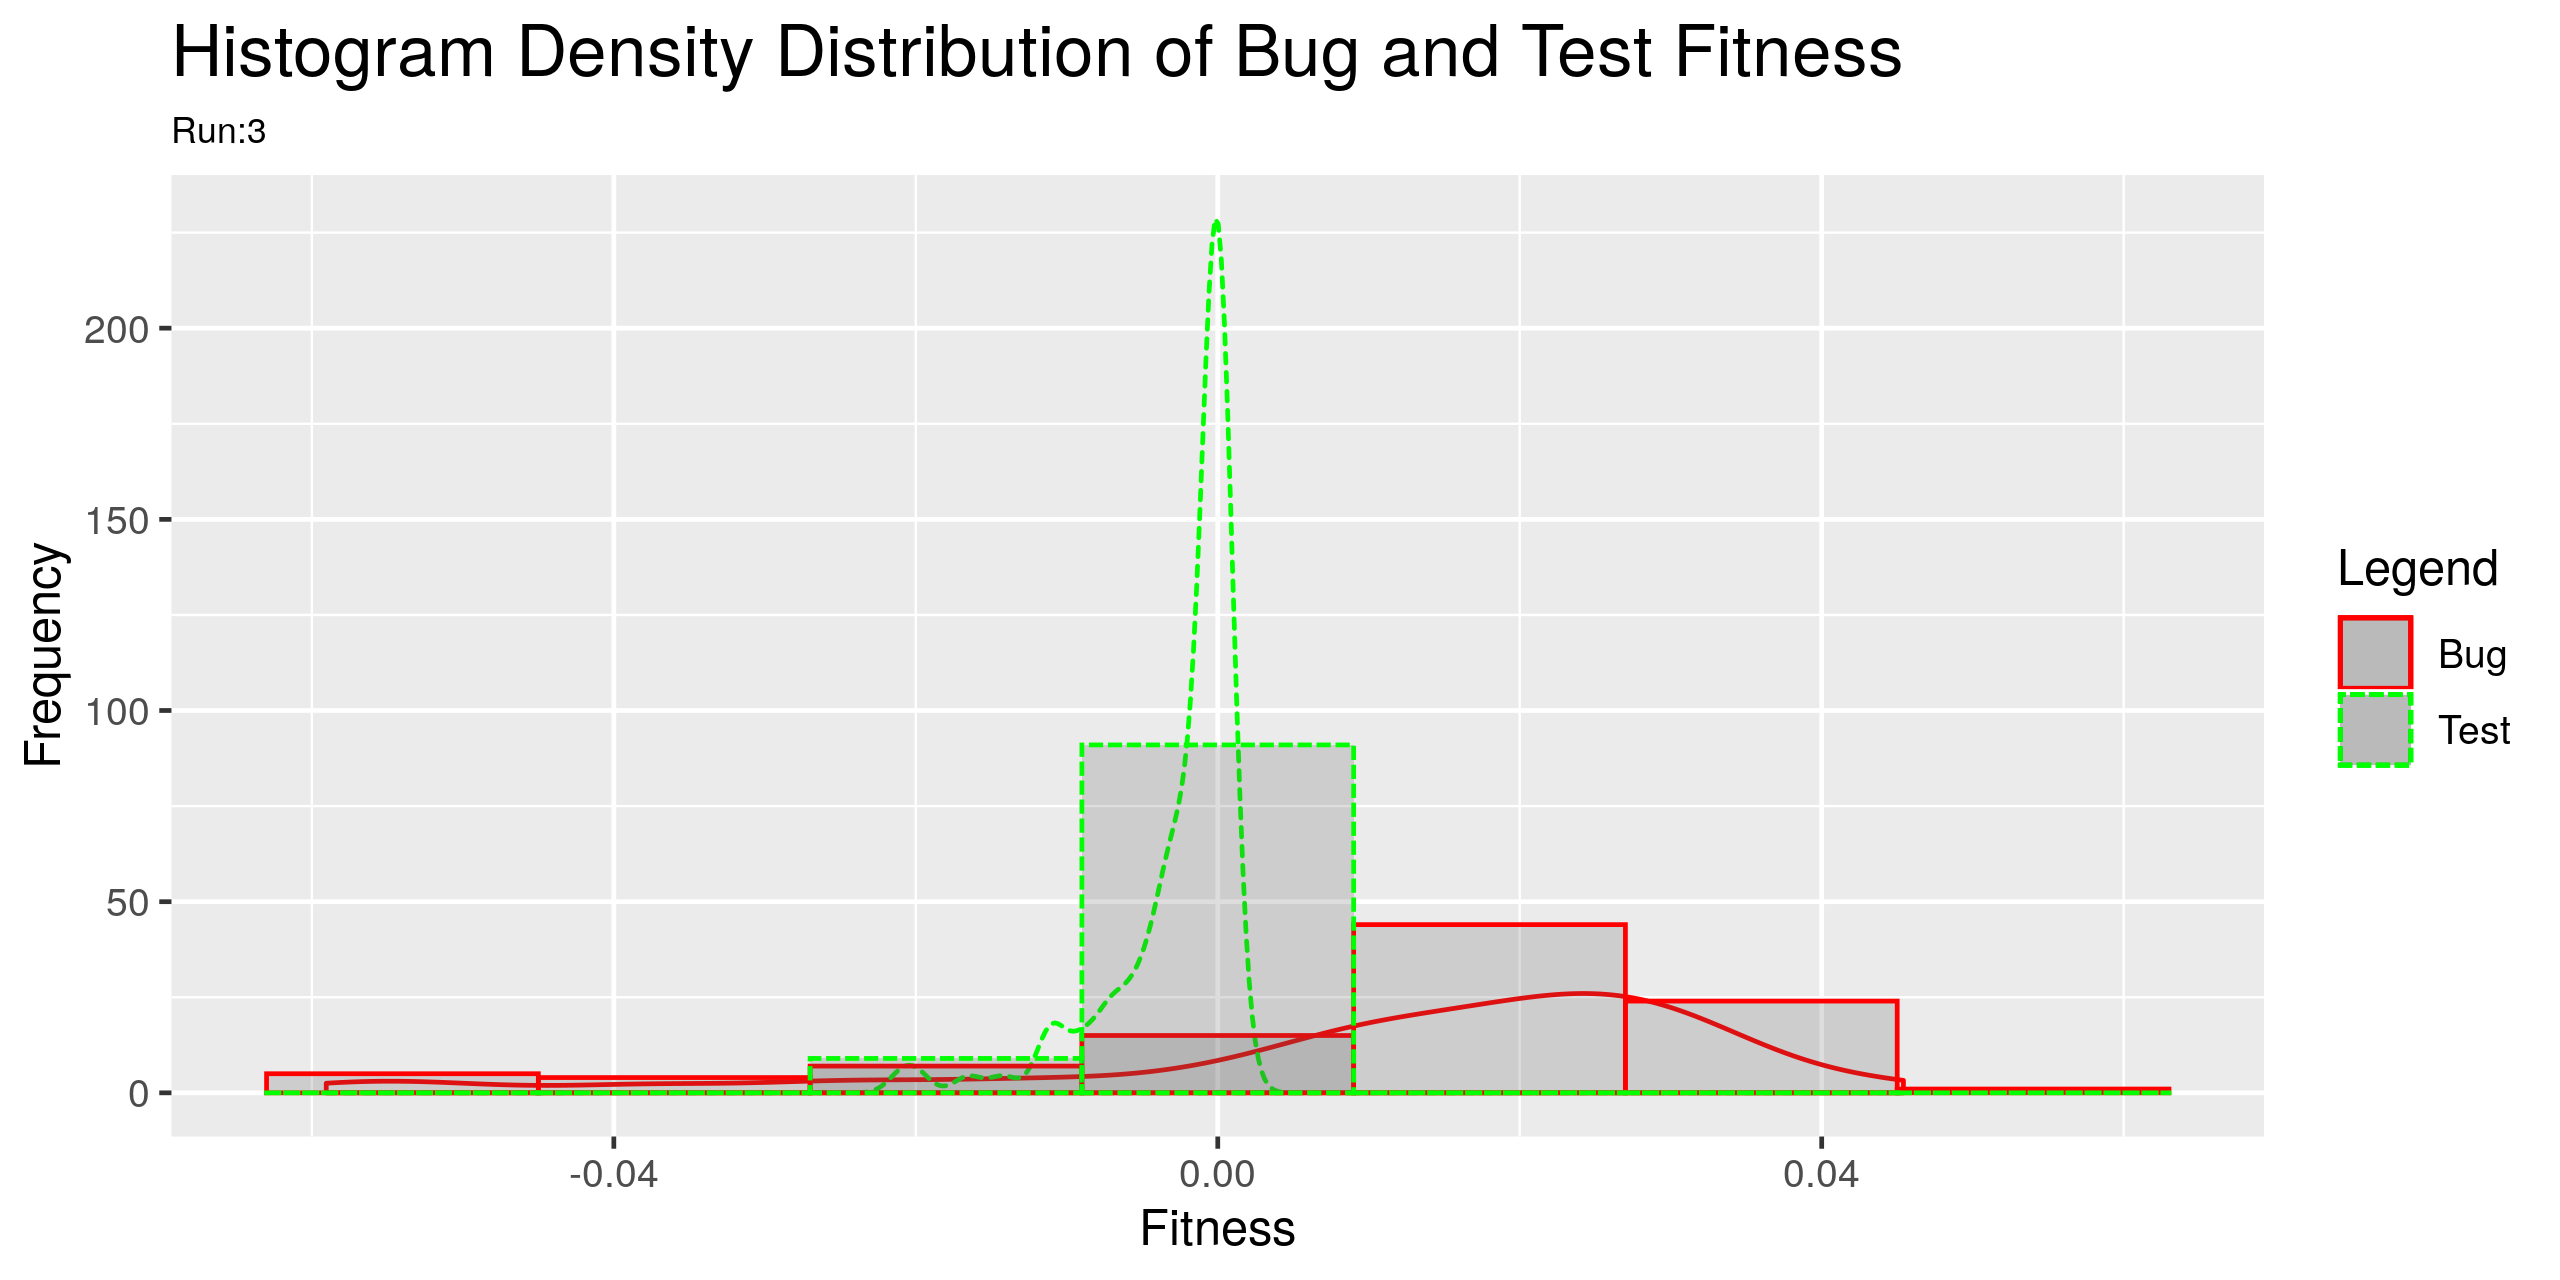 Histogram Density Distribution of Bug and Test Fitness
Run:3
Frequency
200
150
100
50
0
-0.04
0.00
0.04
Fitness
Legend
Bug
Test